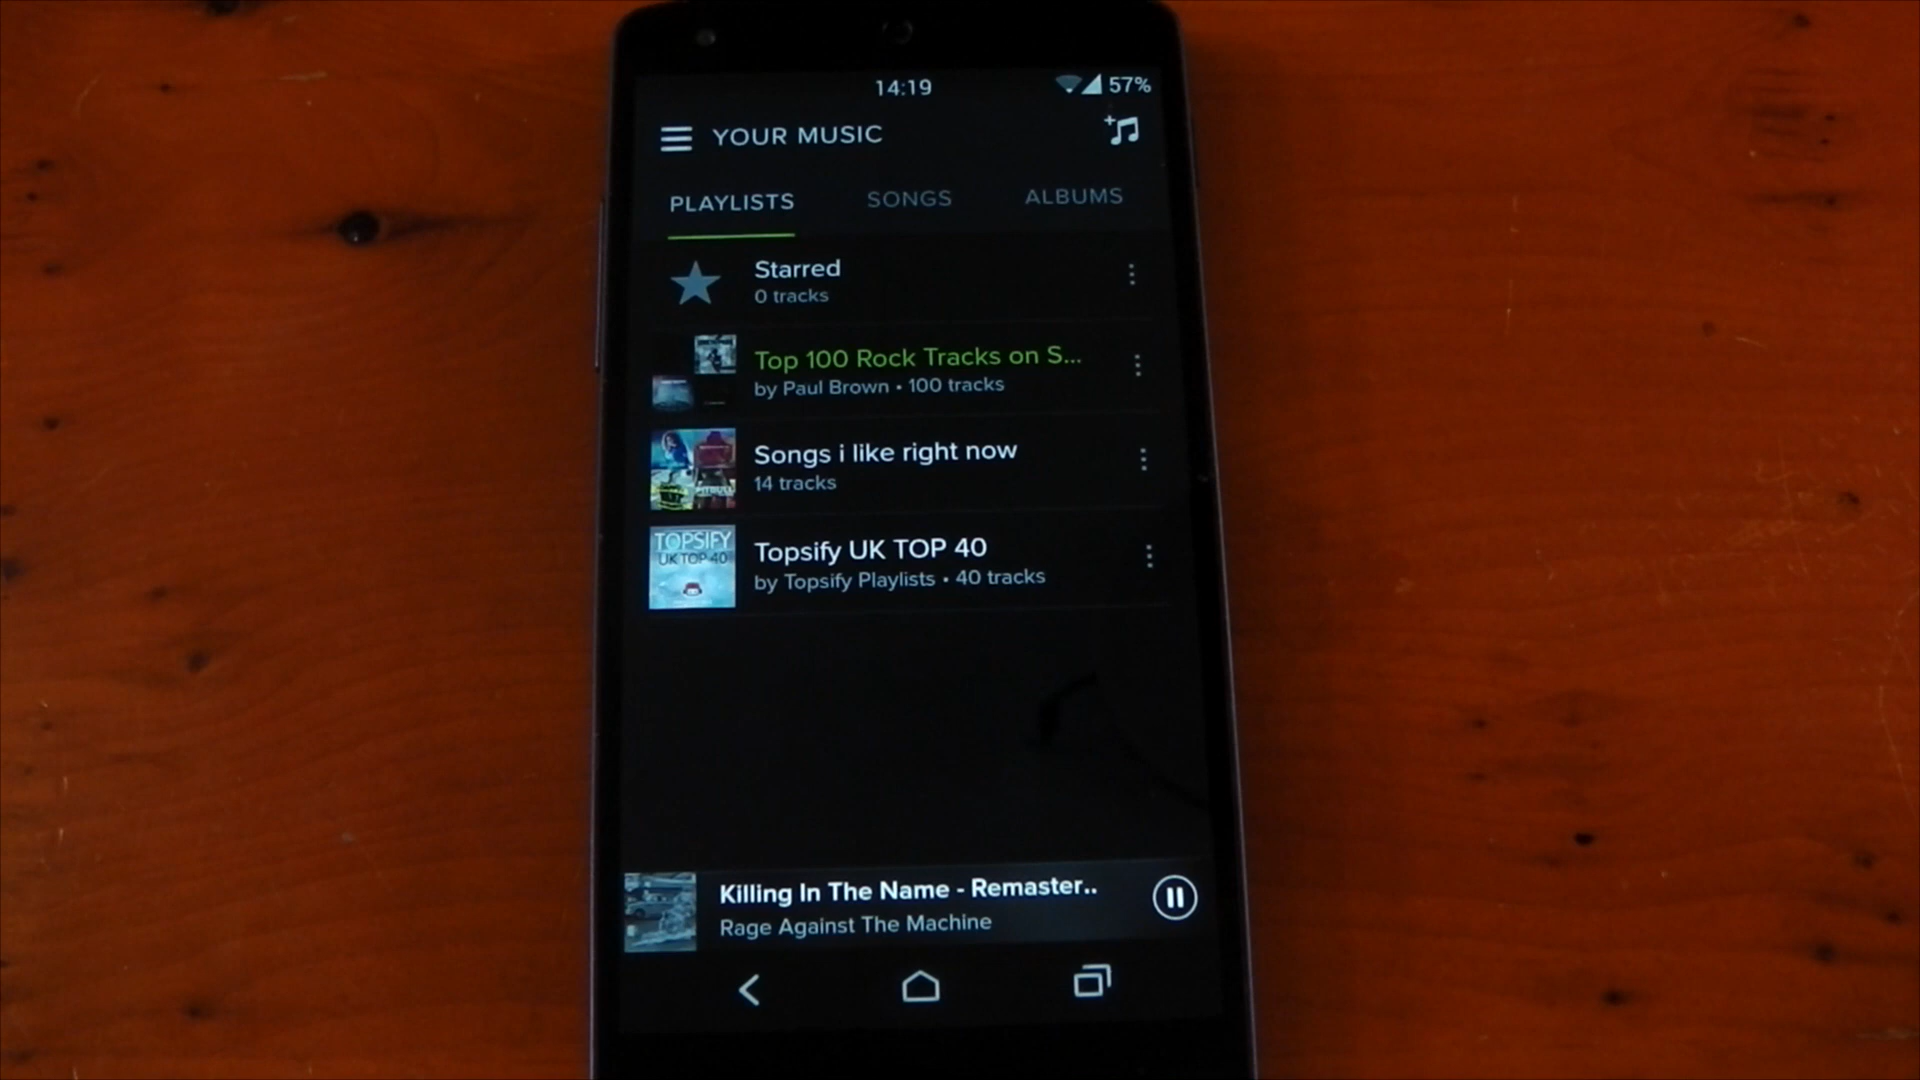 14:19 57%
YOUR MUSIC
PLAYLISTS SONGS ALBUMS
Starred
0 tracks
Top 100 Rock Tracks on S...
by Paul Brown • 100 tracks
Songs i like right now
14 tracks
TOPSIFY
UK TOP 40
Topsify UK TOP 40
by Topsify Playlists • 40 tracks
Killing In The Name - Remaster..
Rage Against The Machine